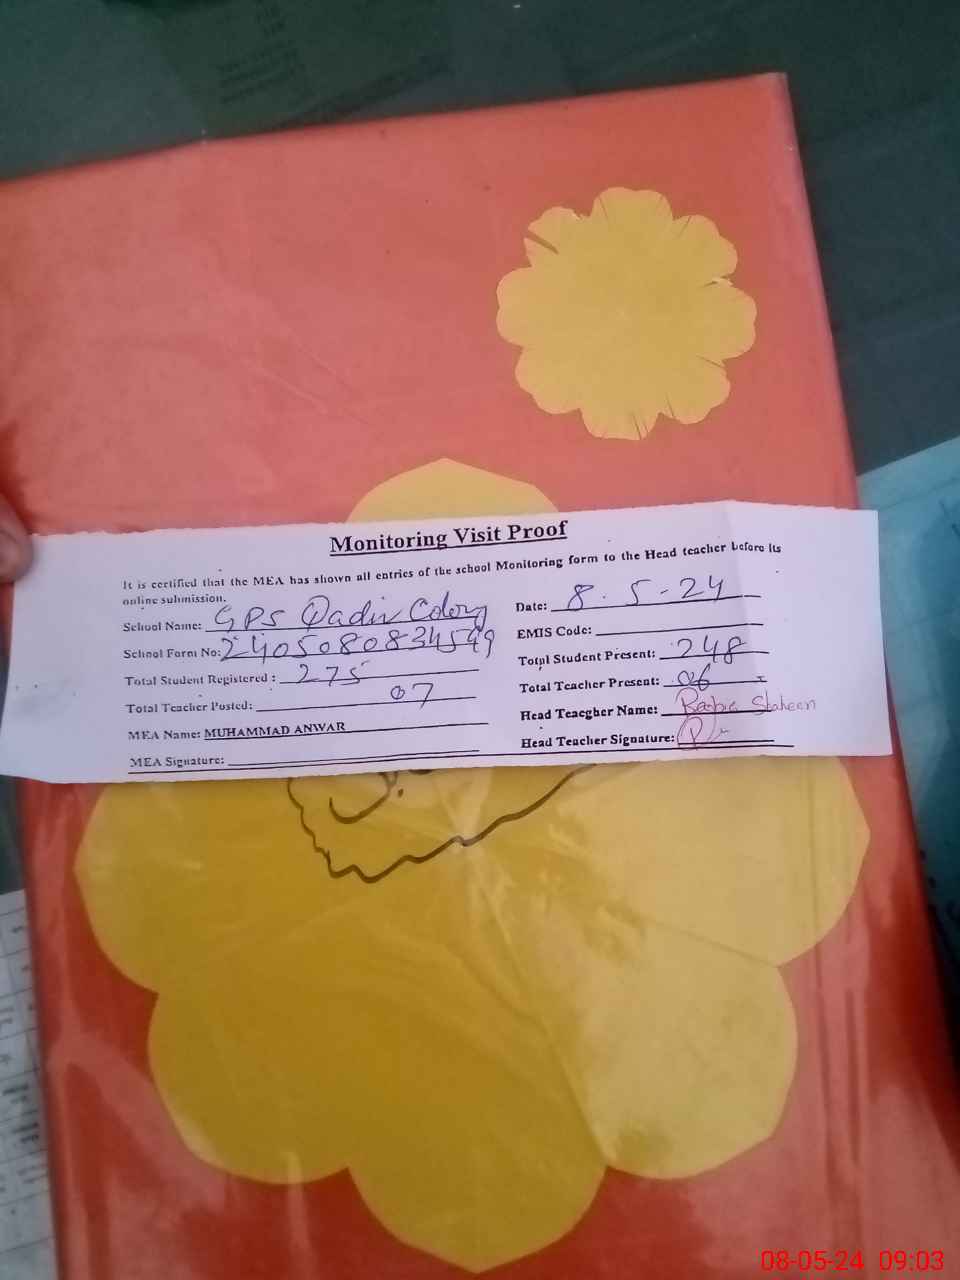 Monitoring Visit Proof
It is certified that the MEA has shown all entries of the school Monitoring form to the Head teacher before its
online submission.
School Name: GPS Qadir Colony
Date: 8.5-24
School Form No: 2405080834599
EMIS Code:
Total Student Registered : 275
Total Student Present: 248
Total Teacher Posted: 07
Total Teacher Present: 06
MEA Name: MUHAMMAD ANWAR
Head Teacgher Name: Shaheen
MEA Signature:
Head Teacher Signature:
08-05-24 09:03